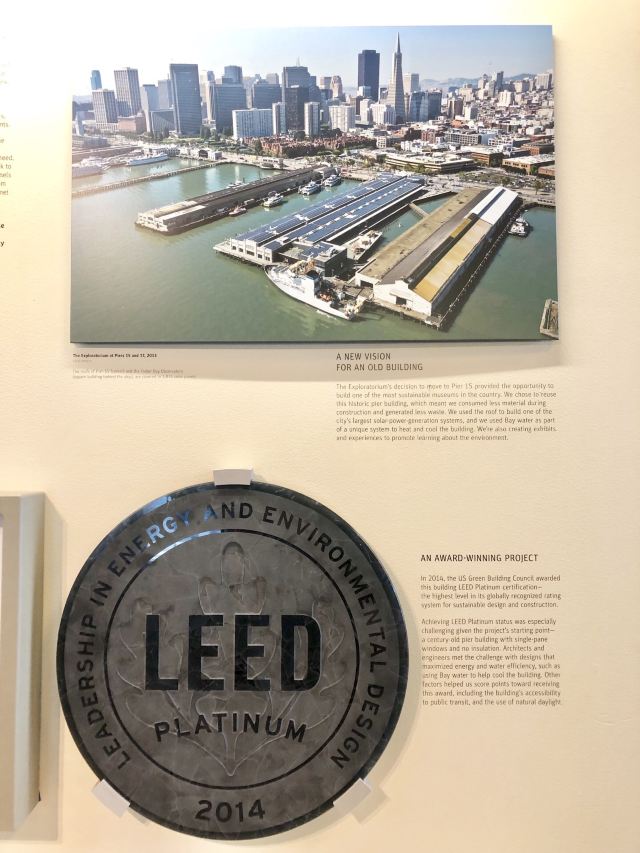 The Exploratorium at Piers 15 and 17, 2013
A NEW VISION
FOR AN OLD BUILDING
The Exploratorium's decision to move to Pier 15 provided the opportunity to
build one of the most sustainable museums in the country. We chose to reuse
this historic pier building, which meant we consumed less material during
construction and generated less waste. We used the roof to build one of the
city's largest solar-power-generation systems, and we used Bay water as part
of a unique system to heat and cool the building. We're also creating exhibits
and experiences to promote learning about the environment.
LEADERSHIP IN ENERGY AND ENVIRONMENTAL DESIGN
LEED
PLATINUM
2014
AN AWARD-WINNING PROJECT
In 2014, the US Green Building Council awarded
this building LEED Platinum certification—
the highest level in its globally recognized rating
system for sustainable design and construction.
Achieving LEED Platinum status was especially
challenging given the project's starting point—
a century-old pier building with single-pane
windows and no insulation. Architects and
engineers met the challenge with designs that
maximized energy and water efficiency, such as
using Bay water to help cool the building. Other
factors helped us score points toward receiving
this award, including the building's accessibility
to public transit, and the use of natural daylight.